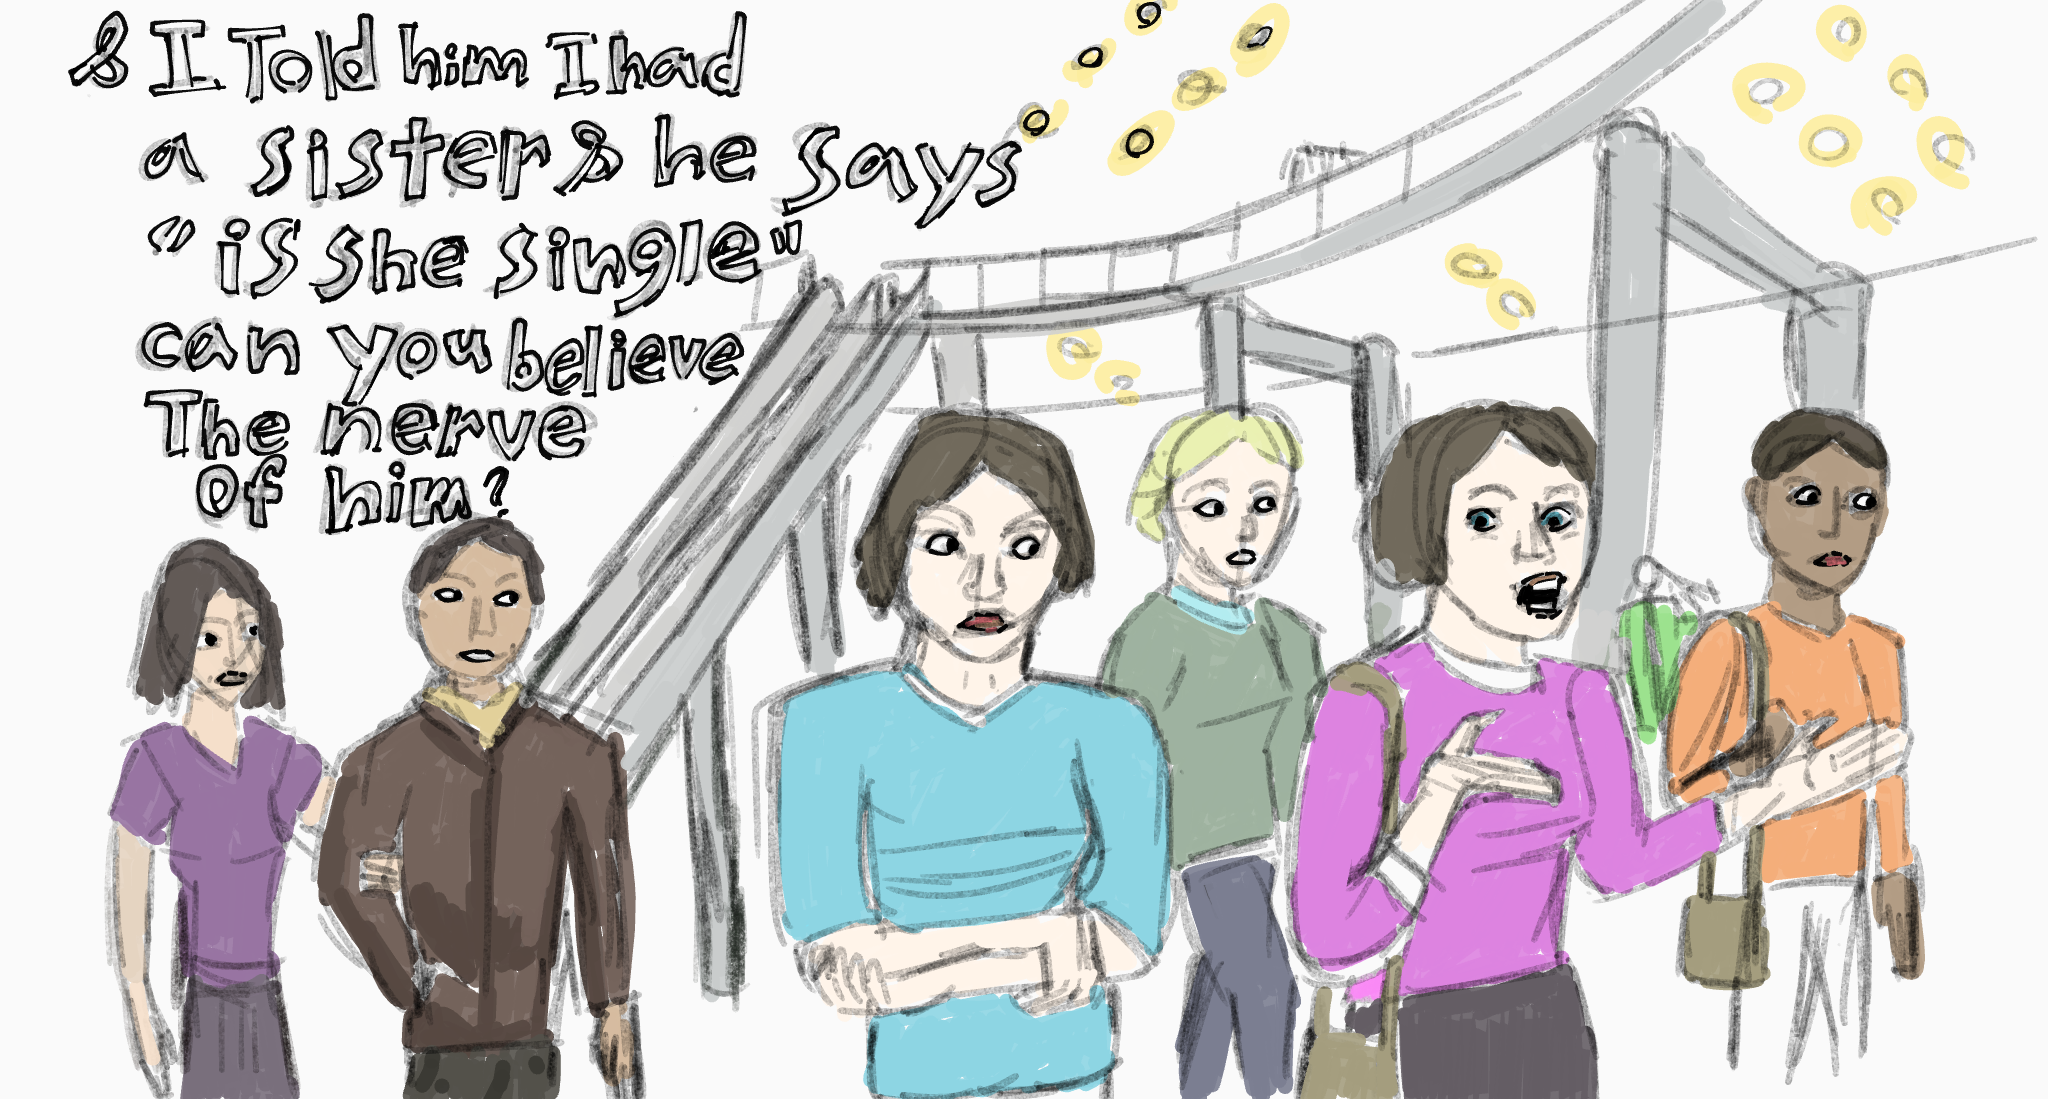 & I Told him I had
a sister & he says
"is she single"
can you believe
The nerve
of him?